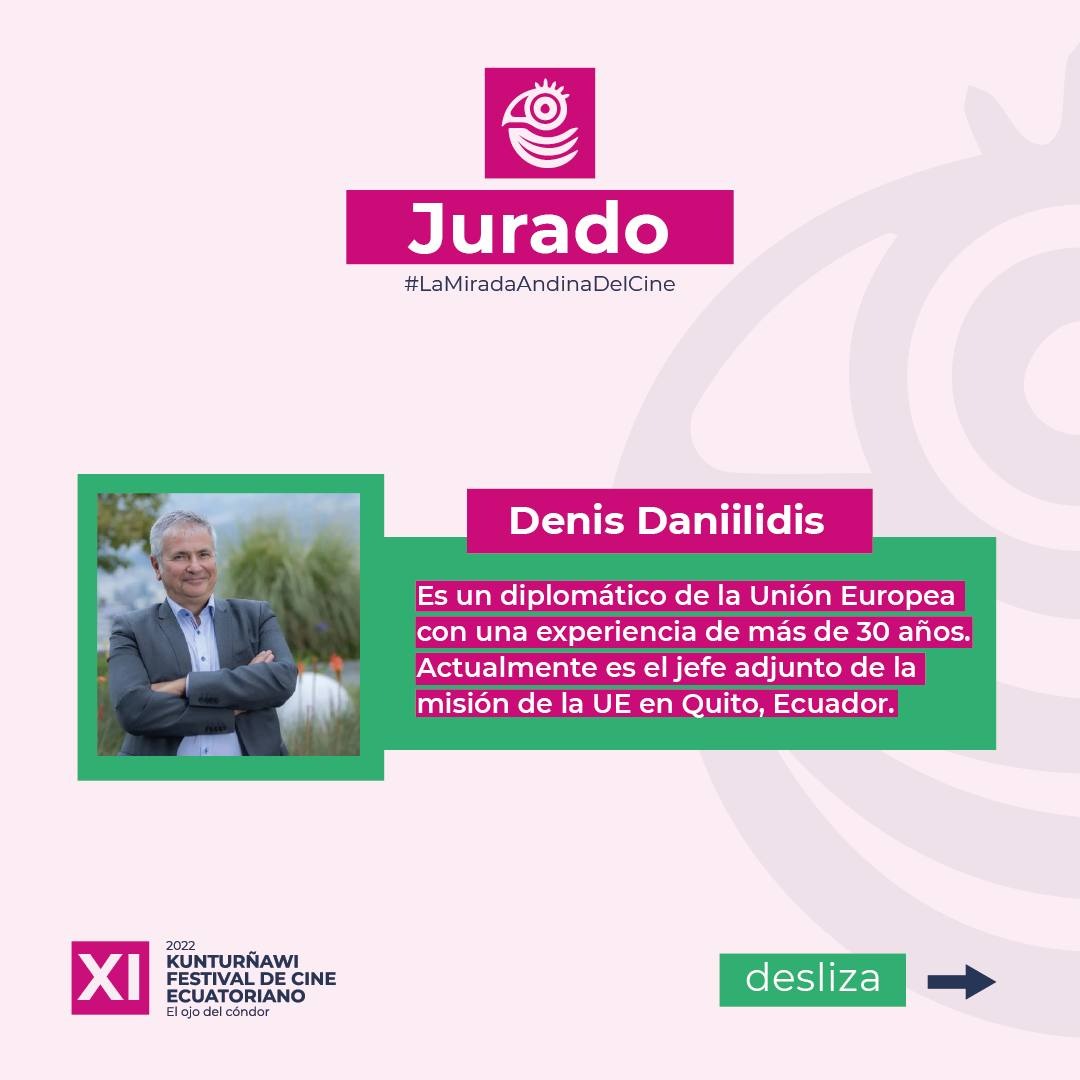 Jurado
#LaMiradaAndinaDelCine
Denis Daniilidis
Es un diplomático de la Unión Europea
con una experiencia de más de 30 años.
Actualmente es el jefe adjunto de la
misión de la UE en Quito, Ecuador.
XI
2022
KUNTURÑAWI
FESTIVAL DE CINE
ECUATORIANO
El ojo del cóndor
desliza